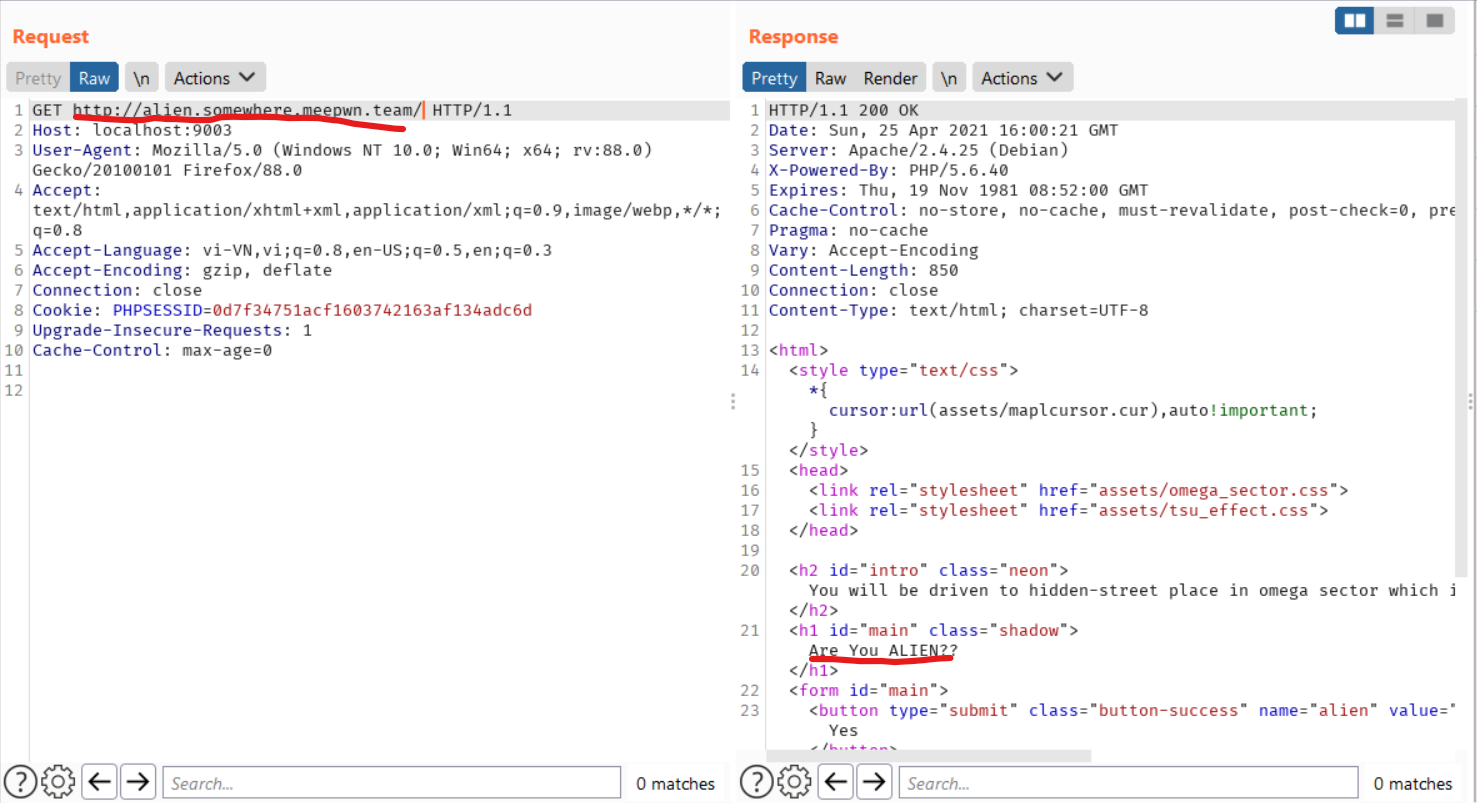 Request
Pretty Raw \n Actions
1 GET http://alien.somewhere.meepwn.team/ HTTP/1.1
2 Host: localhost:9003
3 User-Agent: Mozilla/5.0 (Windows NT 10.0; Win64; x64; rv:88.0)
Gecko/20100101 Firefox/88.0
4 Accept:
text/html,application/xhtml+xml,application/xml;q=0.9,image/webp,*/*;
q=0.8
5 Accept-Language: vi-VN,vi;q=0.8,en-US;q=0.5,en;q=0.3
6 Accept-Encoding: gzip, deflate
7 Connection: close
8 Cookie: PHPSESSID=0d7f34751acf1603742163af134adc6d
9 Upgrade-Insecure-Requests: 1
10 Cache-Control: max-age=0
11
12
? Search... 0 matches
Response
Pretty Raw Render \n Actions
1 HTTP/1.1 200 OK
2 Date: Sun, 25 Apr 2021 16:00:21 GMT
3 Server: Apache/2.4.25 (Debian)
4 X-Powered-By: PHP/5.6.40
5 Expires: Thu, 19 Nov 1981 08:52:00 GMT
6 Cache-Control: no-store, no-cache, must-revalidate, post-check=0, pre
7 Pragma: no-cache
8 Vary: Accept-Encoding
9 Content-Length: 850
10 Connection: close
11 Content-Type: text/html; charset=UTF-8
12
13 <html>
14 <style type="text/css">
*{
cursor:url(assets/maplcursor.cur),auto!important;
}
</style>
15 <head>
16 <link rel="stylesheet" href="assets/omega_sector.css">
17 <link rel="stylesheet" href="assets/tsu_effect.css">
18 </head>
19
20 <h2 id="intro" class="neon">
You will be driven to hidden-street place in omega sector which i
</h2>
21 <h1 id="main" class="shadow">
Are You ALIEN??
</h1>
22 <form id="main">
23 <button type="submit" class="button-success" name="alien" value="
Yes
</button>
? Search... 0 matches